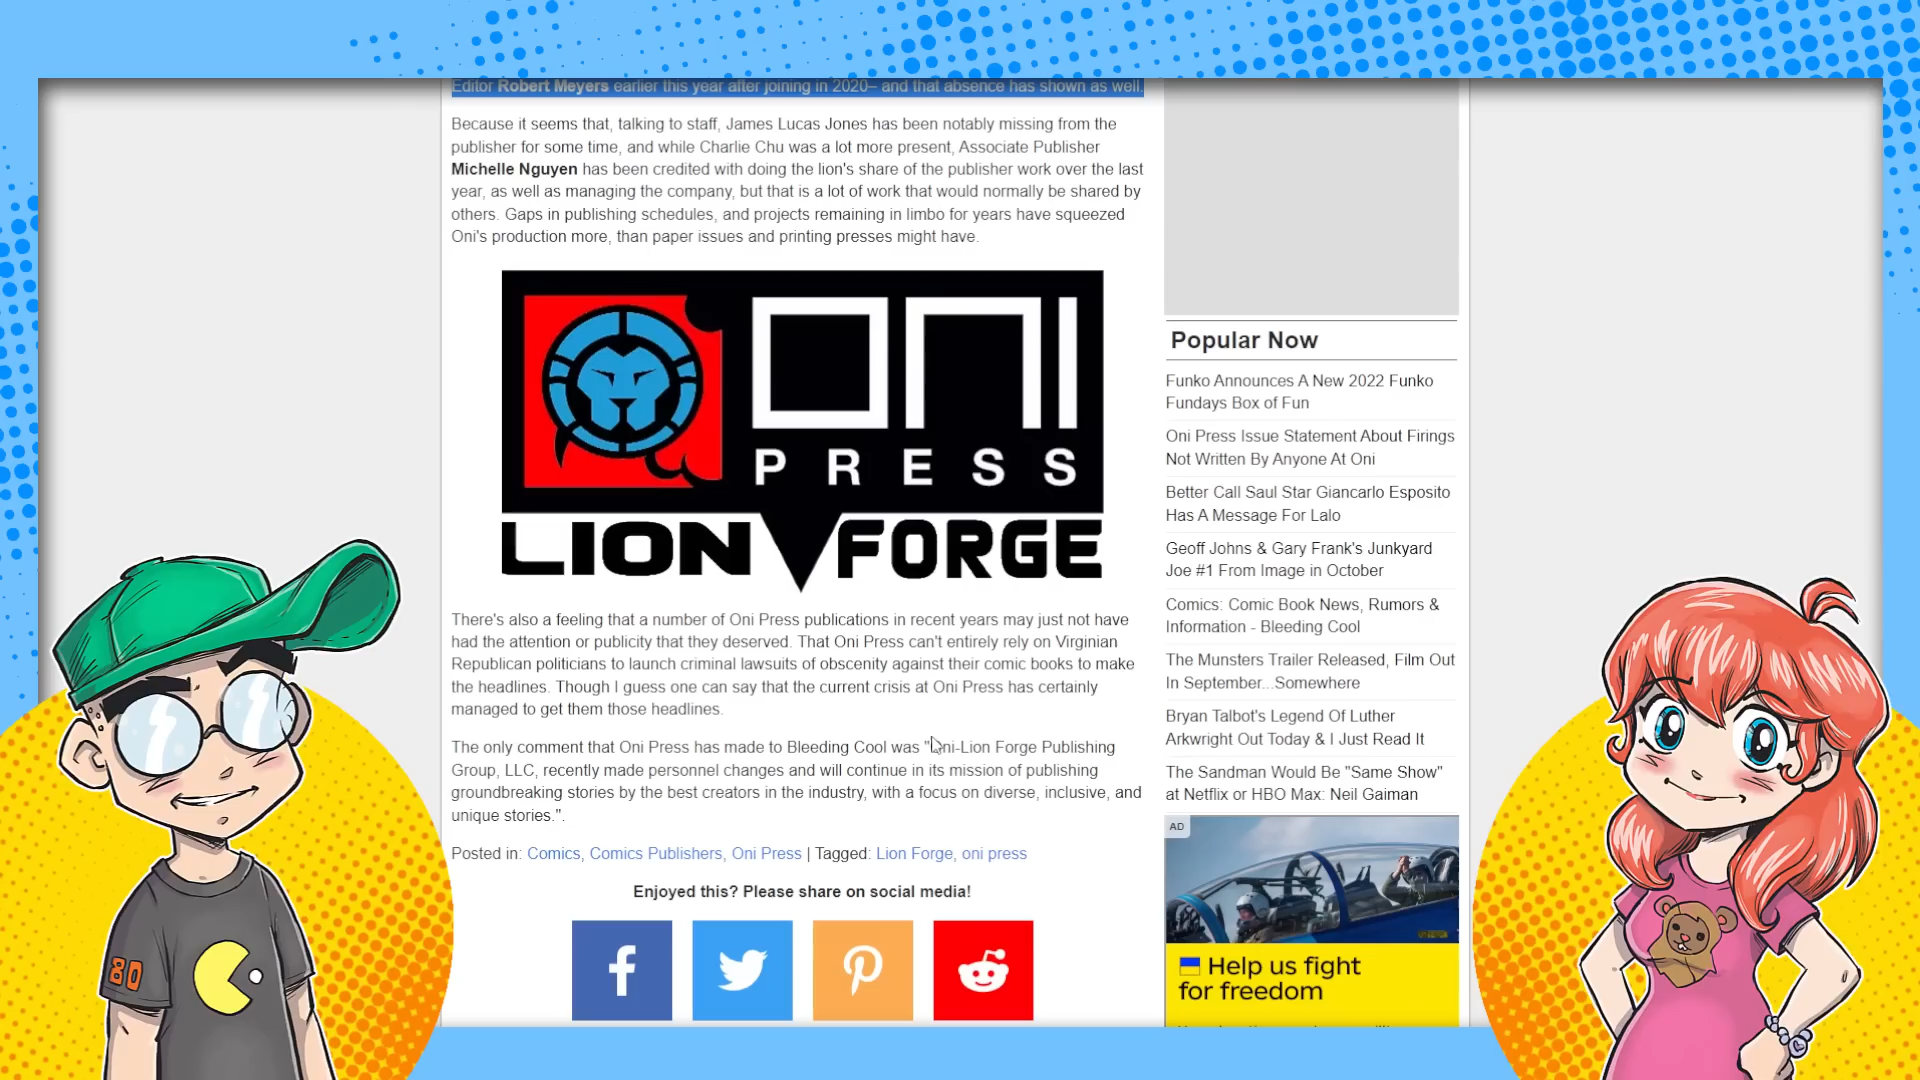 Editor Robert Meyers earlier this year after joining in 2020– and that absence has shown as well.
Because it seems that, talking to staff, James Lucas Jones has been notably missing from the
publisher for some time, and while Charlie Chu was a lot more present, Associate Publisher
Michelle Nguyen has been credited with doing the lion's share of the publisher work over the last
year, as well as managing the company, but that is a lot of work that would normally be shared by
others. Gaps in publishing schedules, and projects remaining in limbo for years have squeezed
Oni's production more, than paper issues and printing presses might have.
ONI
PRESS
LION FORGE
There's also a feeling that a number of Oni Press publications in recent years may just not have
had the attention or publicity that they deserved. That Oni Press can't entirely rely on Virginian
Republican politicians to launch criminal lawsuits of obscenity against their comic books to make
the headlines. Though I guess one can say that the current crisis at Oni Press has certainly
managed to get them those headlines.
The only comment that Oni Press has made to Bleeding Cool was "Oni-Lion Forge Publishing
Group, LLC, recently made personnel changes and will continue in its mission of publishing
groundbreaking stories by the best creators in the industry, with a focus on diverse, inclusive, and
unique stories.".
Posted in: Comics, Comics Publishers, Oni Press | Tagged: Lion Forge, oni press
Enjoyed this? Please share on social media!
Popular Now
Funko Announces A New 2022 Funko
Fundays Box of Fun
Oni Press Issue Statement About Firings
Not Written By Anyone At Oni
Better Call Saul Star Giancarlo Esposito
Has A Message For Lalo
Geoff Johns & Gary Frank's Junkyard
Joe #1 From Image in October
Comics: Comic Book News, Rumors &
Information - Bleeding Cool
The Munsters Trailer Released, Film Out
In September...Somewhere
Bryan Talbot's Legend Of Luther
Arkwright Out Today & I Just Read It
The Sandman Would Be "Same Show"
at Netflix or HBO Max: Neil Gaiman
AD
Help us fight
for freedom
80